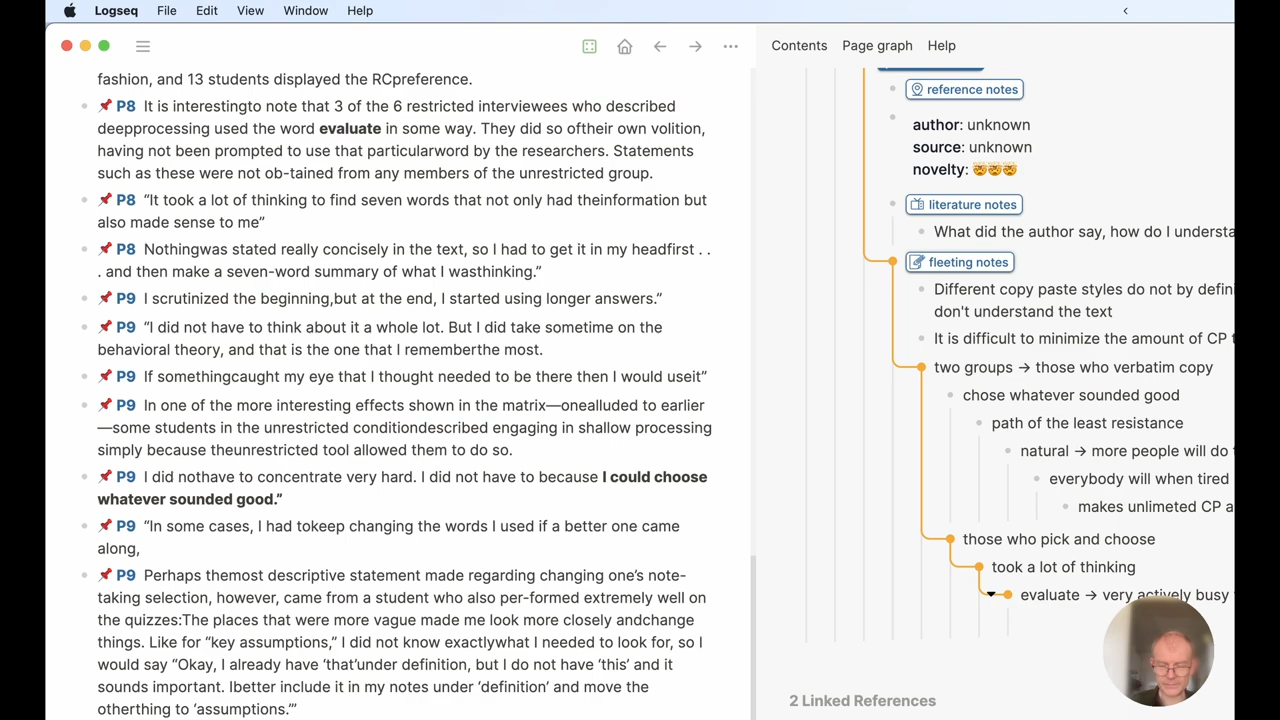 Logseq File Edit View Window Help
Contents Page graph Help
fashion, and 13 students displayed the RCpreference.
P8 It is interestingto note that 3 of the 6 restricted interviewees who described
deepprocessing used the word evaluate in some way. They did so oftheir own volition,
having not been prompted to use that particularword by the researchers. Statements
such as these were not ob-tained from any members of the unrestricted group.
P8 “It took a lot of thinking to find seven words that not only had theinformation but
also made sense to me”
P8 Nothingwas stated really concisely in the text, so I had to get it in my headfirst . .
. and then make a seven-word summary of what I wasthinking.”
P9 I scrutinized the beginning,but at the end, I started using longer answers.”
P9 “I did not have to think about it a whole lot. But I did take sometime on the
behavioral theory, and that is the one that I rememberthe most.
P9 If somethingcaught my eye that I thought needed to be there then I would useit”
P9 In one of the more interesting effects shown in the matrix—onealluded to earlier
—some students in the unrestricted conditiondescribed engaging in shallow processing
simply because theunrestricted tool allowed them to do so.
P9 I did nothave to concentrate very hard. I did not have to because I could choose
whatever sounded good.”
P9 “In some cases, I had tokeep changing the words I used if a better one came
along,
P9 Perhaps themost descriptive statement made regarding changing one’s note-
taking selection, however, came from a student who also per-formed extremely well on
the quizzes:The places that were more vague made me look more closely andchange
things. Like for “key assumptions,” I did not know exactlywhat I needed to look for, so I
would say “Okay, I already have ‘that’under definition, but I do not have ‘this’ and it
sounds important. Ibetter include it in my notes under ‘definition’ and move the
otherthing to ‘assumptions.’”
reference notes
author: unknown
source: unknown
novelty: 🤯🤯🤯
literature notes
What did the author say, how do I understa
fleeting notes
Different copy paste styles do not by defini
don't understand the text
It is difficult to minimize the amount of CP t
two groups → those who verbatim copy
chose whatever sounded good
path of the least resistance
natural → more people will do
everybody will when tired
makes unlimeted CP a
those who pick and choose
took a lot of thinking
evaluate → very actively busy
2 Linked References